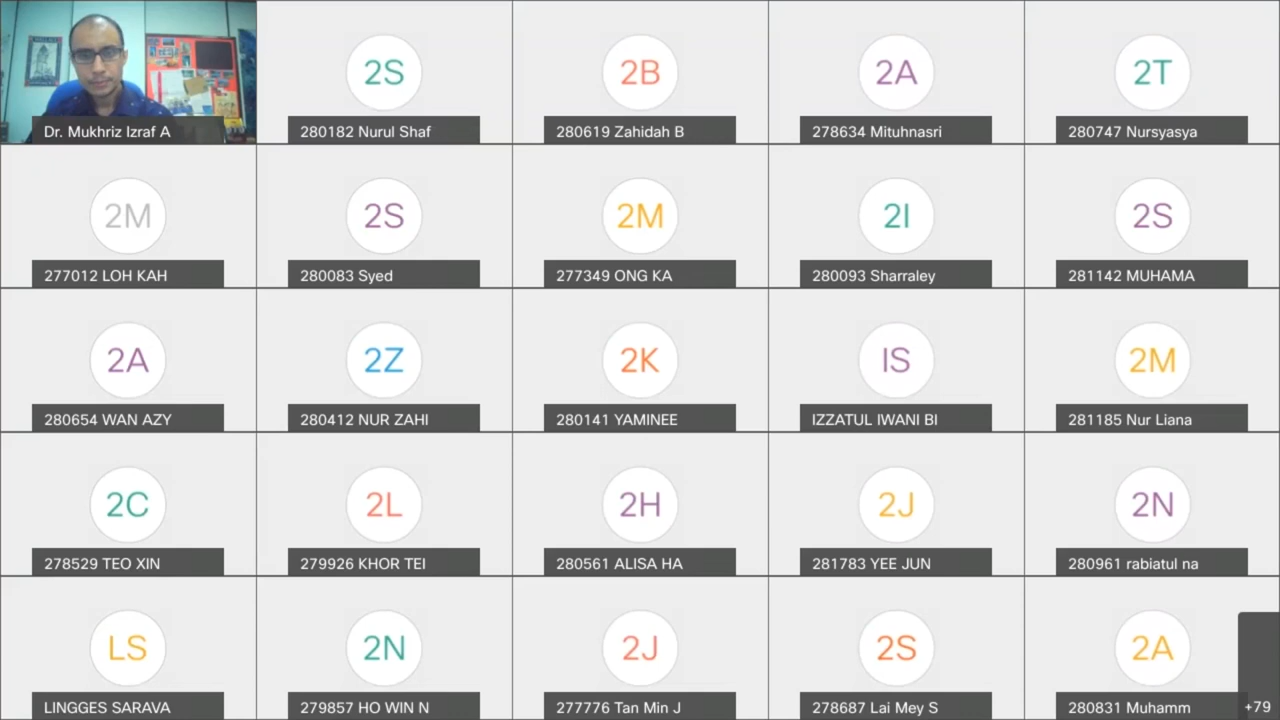 Dr. Mukhriz Izraf A
2S
280182 Nurul Shaf
2B
280619 Zahidah B
2A
278634 Mituhnasri
2T
280747 Nursyasya
2M
277012 LOH KAH
2S
280083 Syed
2M
277349 ONG KA
2I
280093 Sharraley
2S
281142 MUHAMA
2A
280654 WAN AZY
2Z
280412 NUR ZAHI
2K
280141 YAMINEE
IS
IZZATUL IWANI BI
2M
281185 Nur Liana
2C
278529 TEO XIN
2L
279926 KHOR TEI
2H
280561 ALISA HA
2J
281783 YEE JUN
2N
280961 rabiatul na
LS
LINGGES SARAVA
2N
279857 HO WIN N
2J
277776 Tan Min J
2S
278687 Lai Mey S
2A
280831 Muhamm
+79